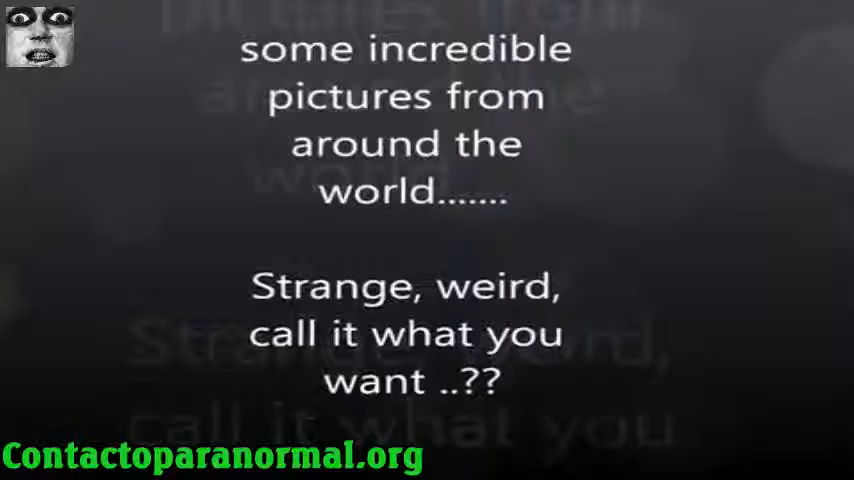 some incredible
pictures from
around the
world.......
Strange, weird,
call it what you
want ..??
Contactoparanormal.org